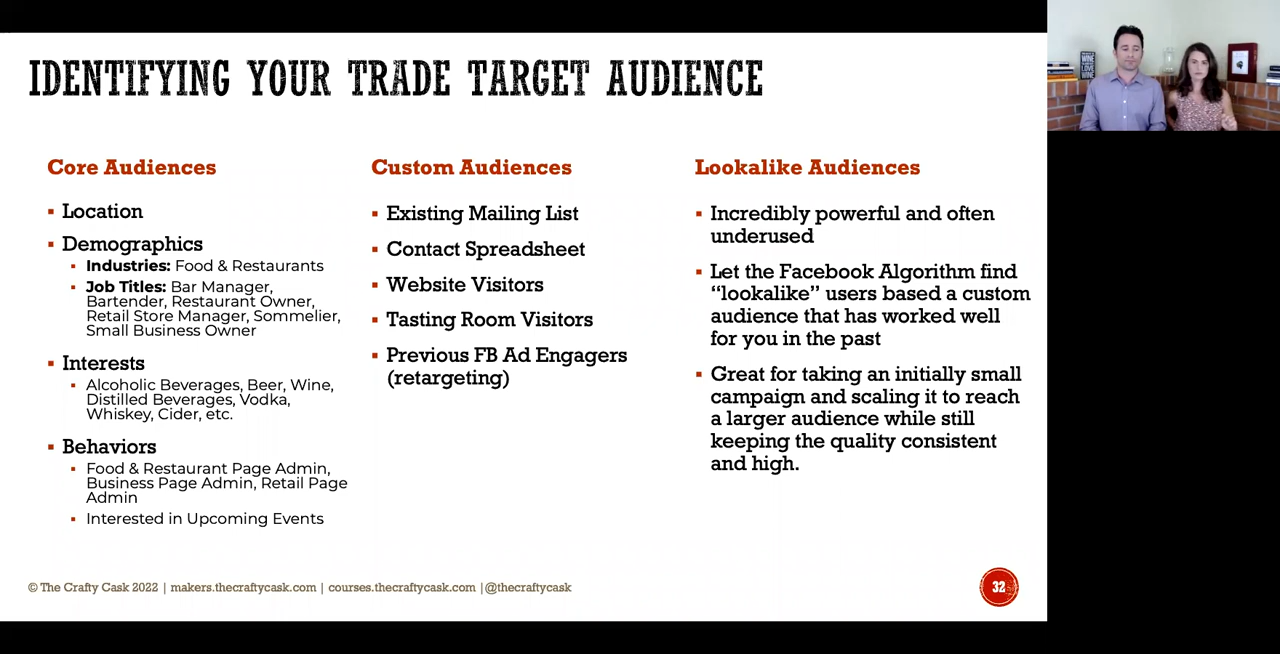 IDENTIFYING YOUR TRADE TARGET AUDIENCE
Core Audiences
Location
Demographics
Industries: Food & Restaurants
Job Titles: Bar Manager,
Bartender, Restaurant Owner,
Retail Store Manager, Sommelier,
Small Business Owner
Interests
Alcoholic Beverages, Beer, Wine,
Distilled Beverages, Vodka,
Whiskey, Cider, etc.
Behaviors
Food & Restaurant Page Admin,
Business Page Admin, Retail Page
Admin
Interested in Upcoming Events
Custom Audiences
Existing Mailing List
Contact Spreadsheet
Website Visitors
Tasting Room Visitors
Previous FB Ad Engagers
(retargeting)
Lookalike Audiences
Incredibly powerful and often
underused
Let the Facebook Algorithm find
“lookalike” users based a custom
audience that has worked well
for you in the past
Great for taking an initially small
campaign and scaling it to reach
a larger audience while still
keeping the quality consistent
and high.
© The Crafty Cask 2022 | makers.thecraftycask.com | courses.thecraftycask.com |@thecraftycask
32
WINE
LOVE
WINE